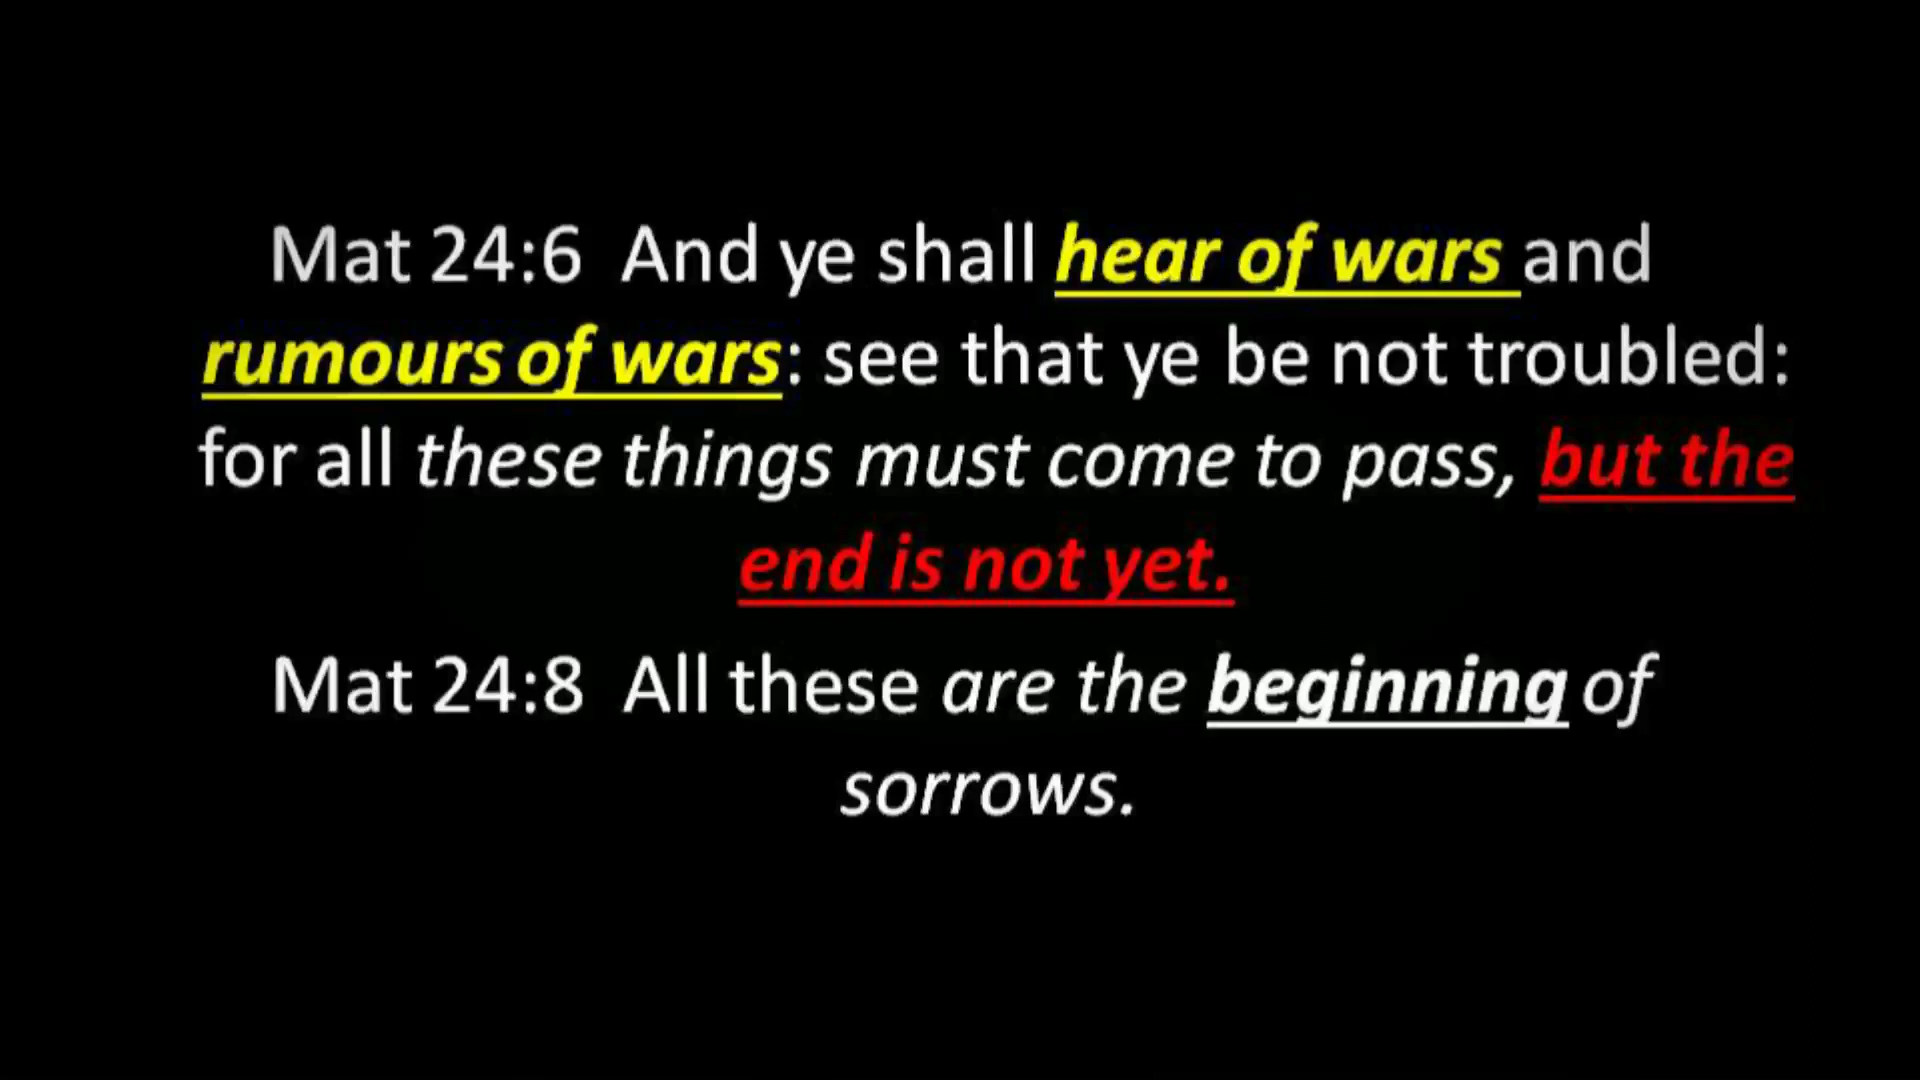 Mat 24:6  And ye shall hear of wars and
rumours of wars: see that ye be not troubled:
for all these things must come to pass, but the
end is not yet.
Mat 24:8  All these are the beginning of
sorrows.